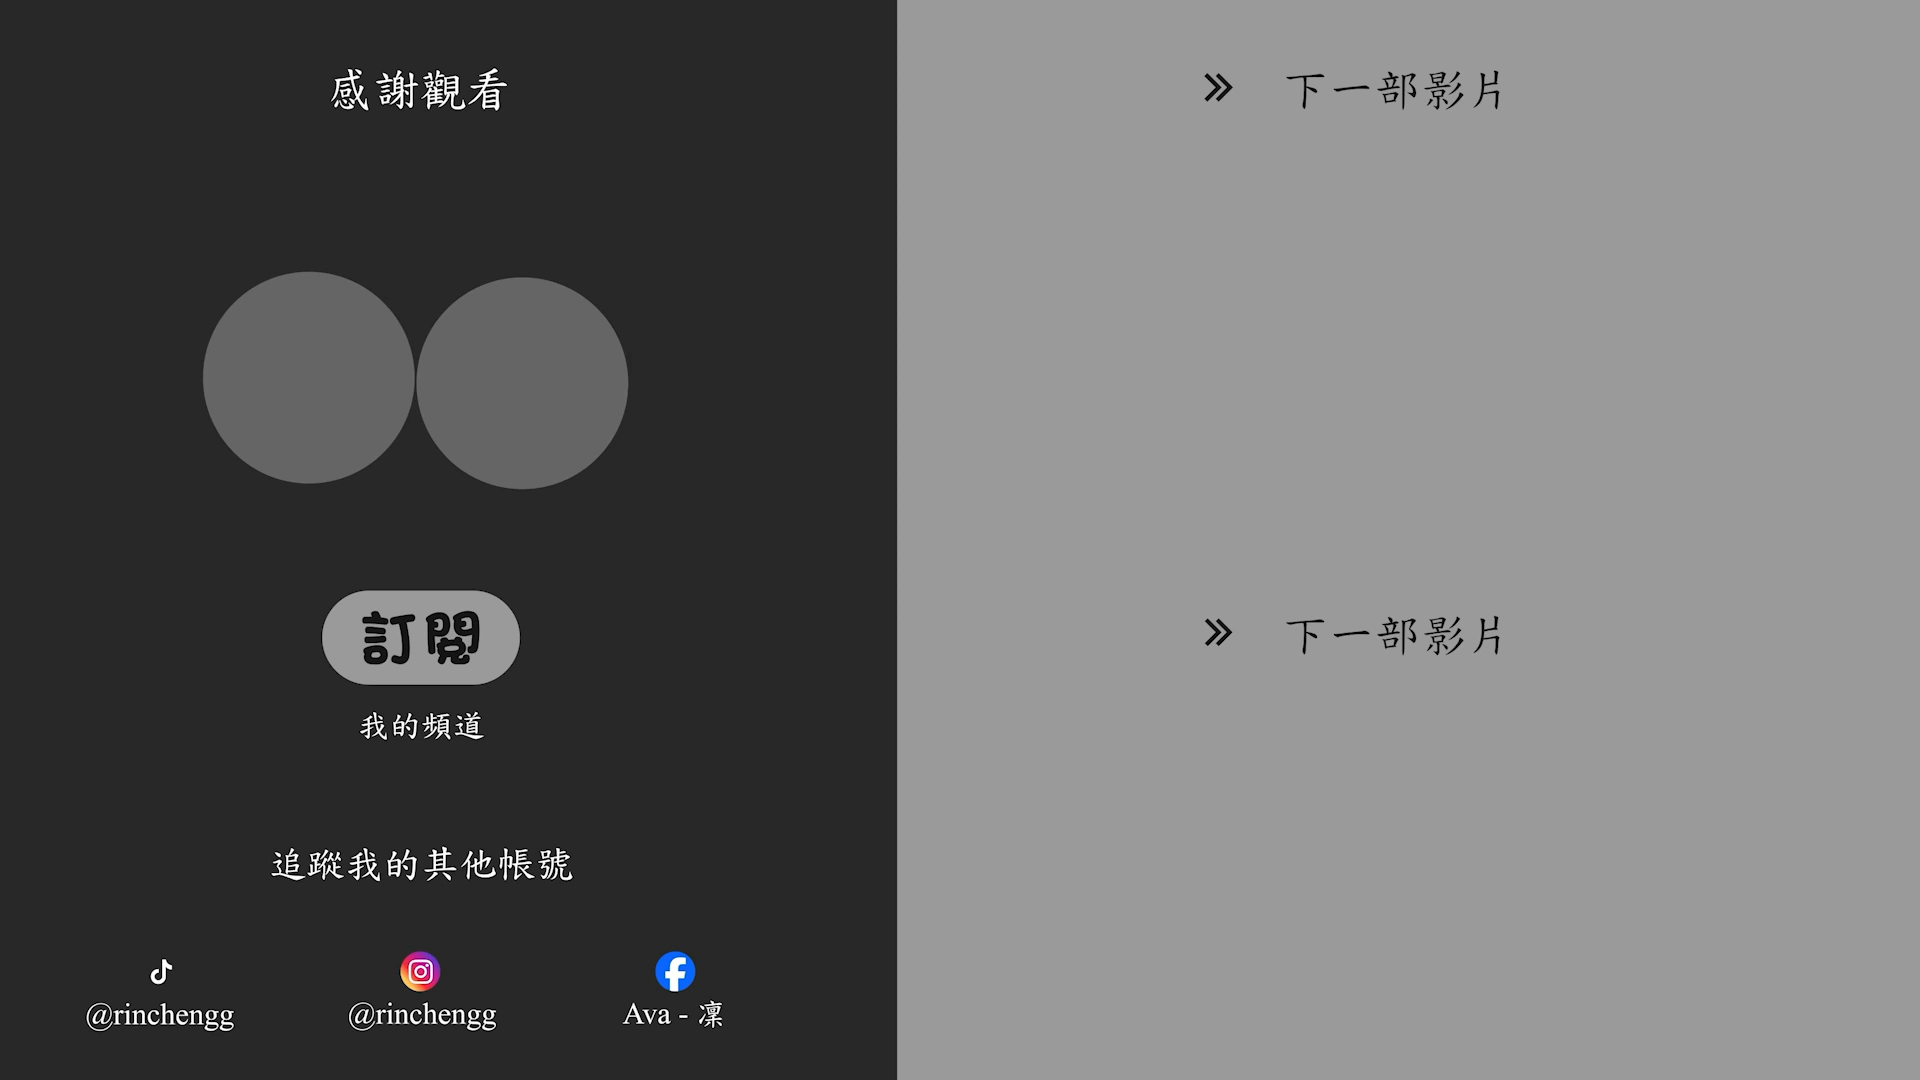 感謝觀看
訂閱
我的頻道
追蹤我的其他帳號
@rinchengg
@rinchengg
Ava - 凜
» 下一部影片
» 下一部影片